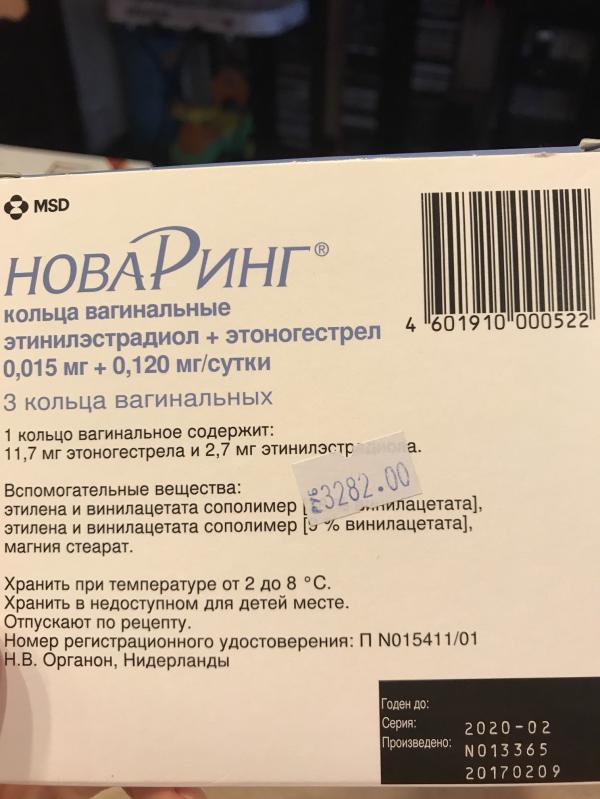 MSD
НОВАРИНГ®
кольца вагинальные
этинилэстрадиол + этоногестрел
0,015 мг + 0,120 мг/сутки
3 кольца вагинальных
4 601910 000522
1 кольцо вагинальное содержит:
11,7 мг этоногестрела и 2,7 мг
3282.00
Вспомогательные вещества:
этилена и винилацетата сополимер
этилена и винилацетата сополимер % винилацетата],
магния стеарат.
Хранить при температуре от 2 до 8 °C.
Хранить в недоступном для детей месте.
Отпускают по рецепту.
Номер регистрационного удостоверения: П N015411/01
Н.В. Органон, Нидерланды
Годен до: 2020-02
Серия: N013365
Произведено: 20170209